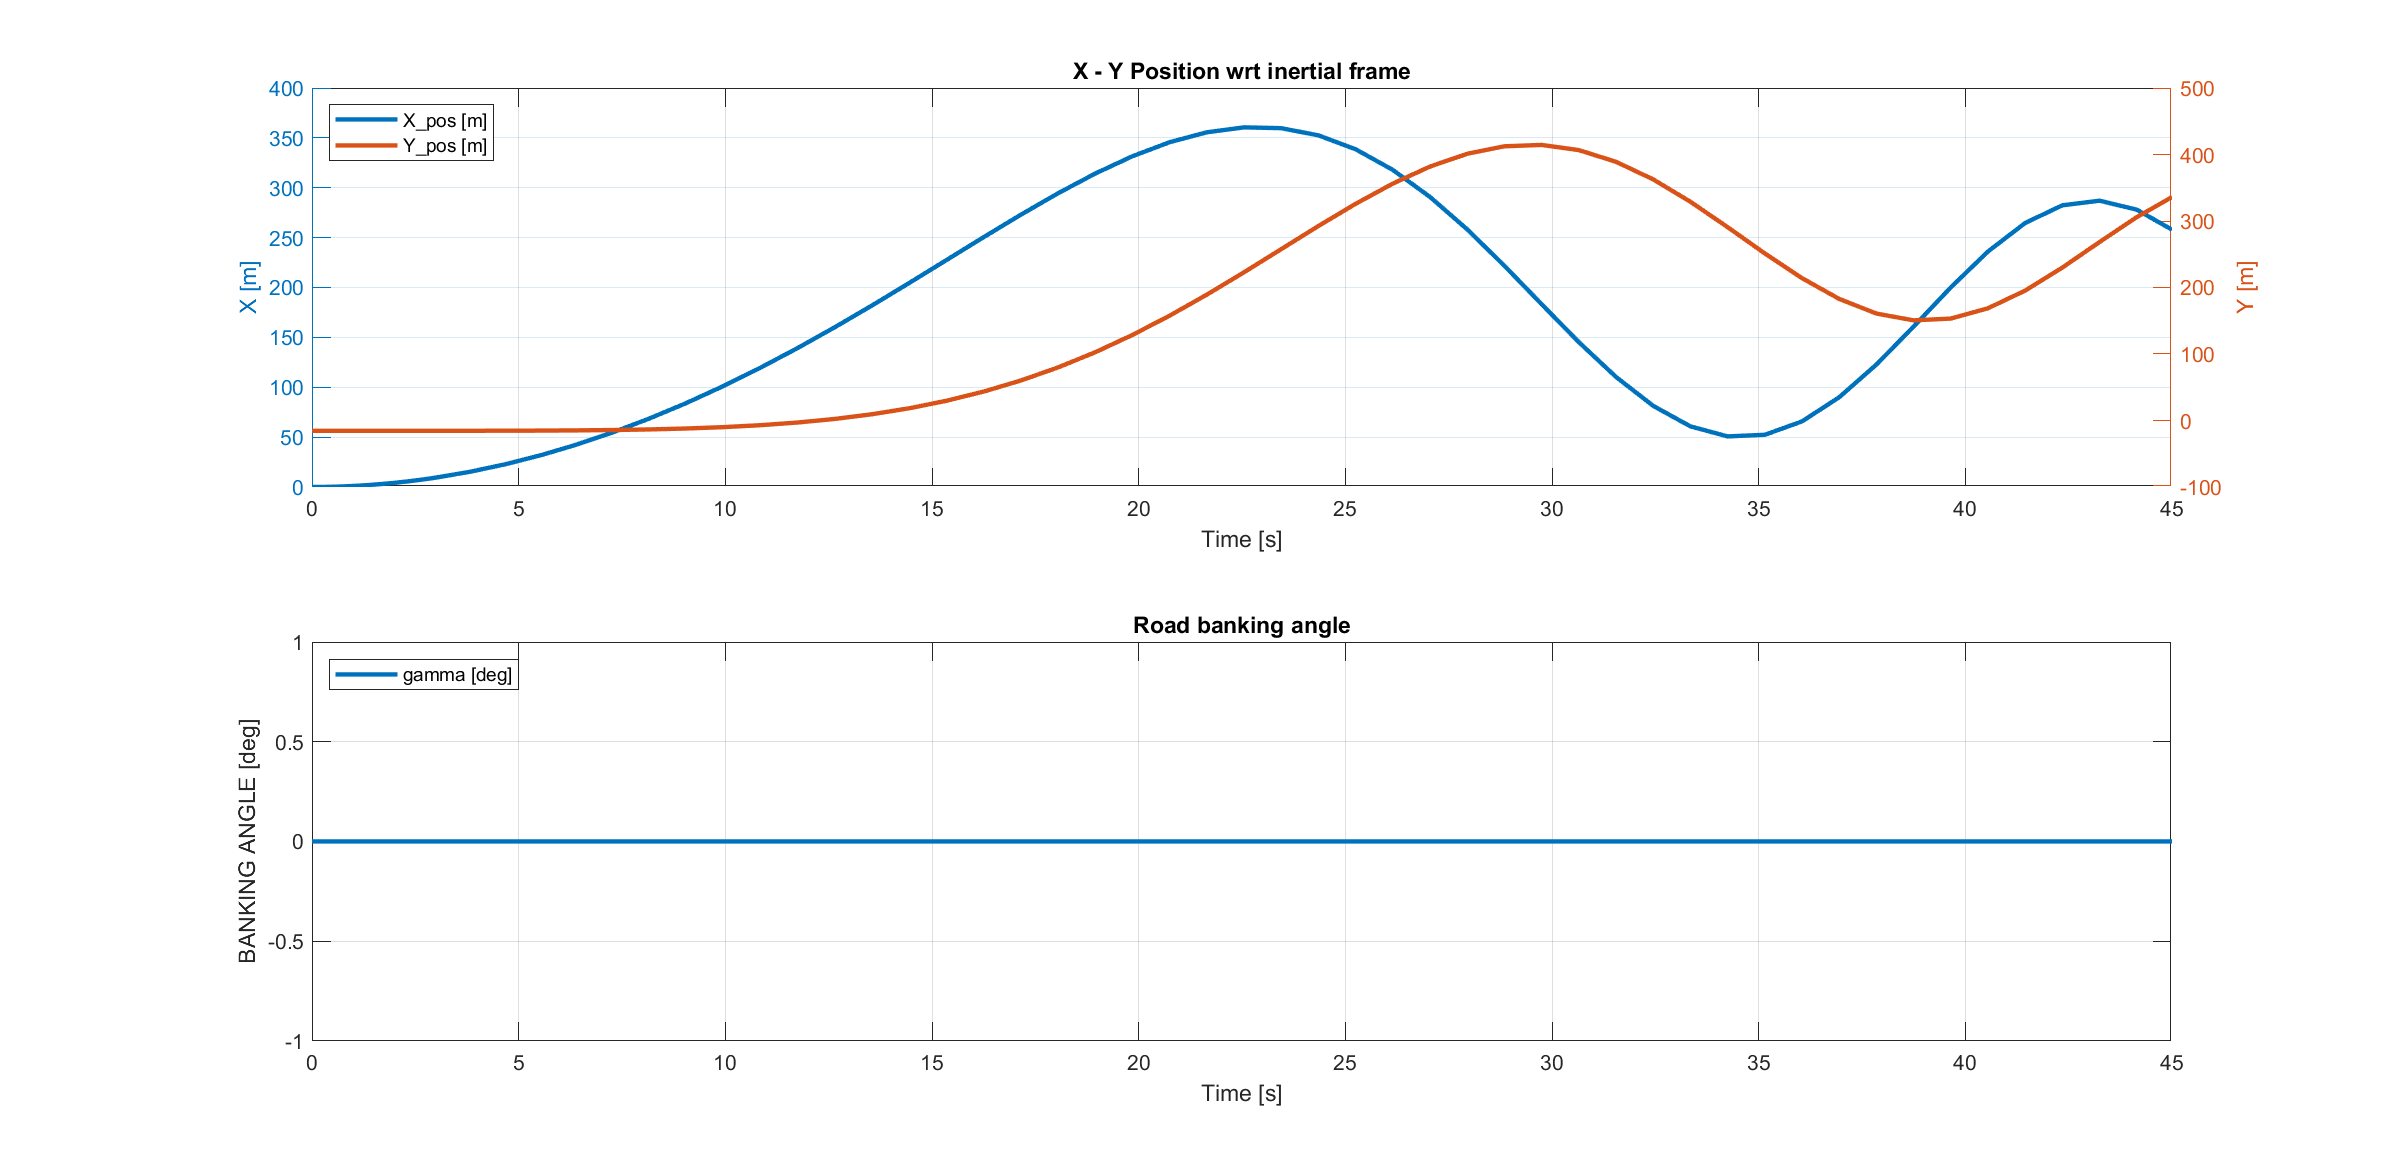 X - Y Position wrt inertial frame
400
350
300
250
200
150
100
50
0
X [m]
X_pos [m]
Y_pos [m]
500
400
300
200
100
0
-100
Y [m]
0 5 10 15 20 25 30 35 40 45
Time [s]
Road banking angle
1
0.5
0
-0.5
-1
BANKING ANGLE [deg]
gamma [deg]
0 5 10 15 20 25 30 35 40 45
Time [s]